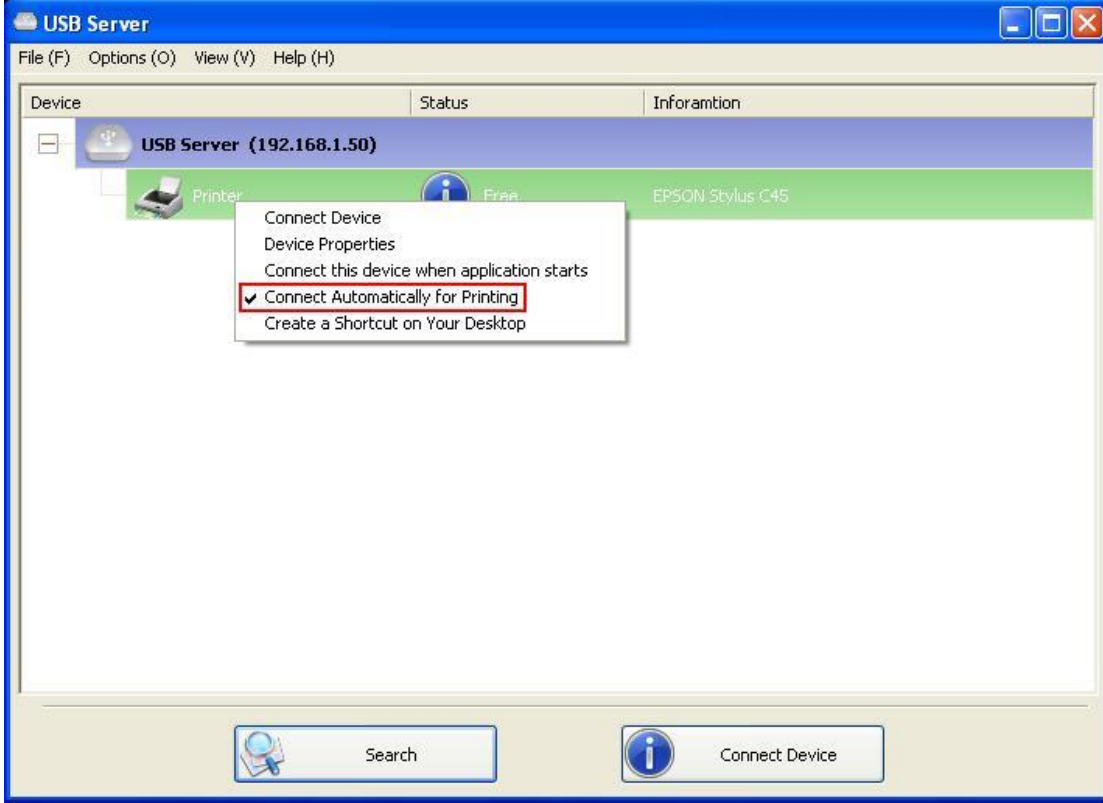 USB Server
File (F) Options (O) View (V) Help (H)
Device Status Inforamtion
USB Server (192.168.1.50)
Printer Free EPSON Stylus C45
Connect Device
Device Properties
Connect this device when application starts
Connect Automatically for Printing
Create a Shortcut on Your Desktop
Search Connect Device